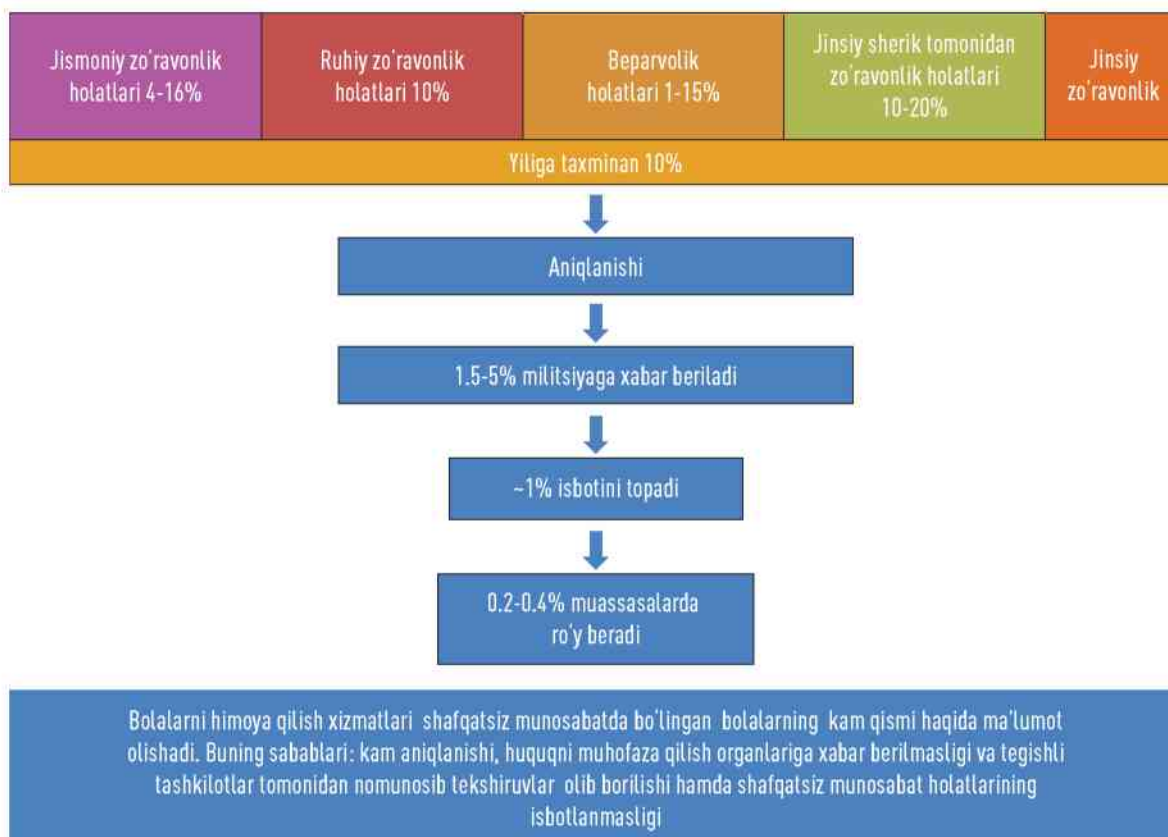 Jismoniy zo‘ravonlik
holatlari 4-16%
Ruhiy zo‘ravonlik
holatlari 10%
Beparvolik
holatlari 1-15%
Jinsiy sherik tomonidan
zo‘ravonlik holatlari
10-20%
Jinsiy
zo‘ravonlik
Yiliga taxminan 10%
Aniqlanishi
1.5-5% militsiyaga xabar beriladi
~1% isbotini topadi
0.2-0.4% muassasalarda
ro‘y beradi
Bolalarni himoya qilish xizmatlari shafqatsiz munosabatda bo‘lingan bolalarning kam qismi haqida ma’lumot
olishadi. Buning sabablari: kam aniqlanishi, huquqni muhofaza qilish organlariga xabar berilmasligi va tegishli
tashkilotlar tomonidan nomunosib tekshiruvlar olib borilishi hamda shafqatsiz munosabat holatlarining
isbotlanmasligi